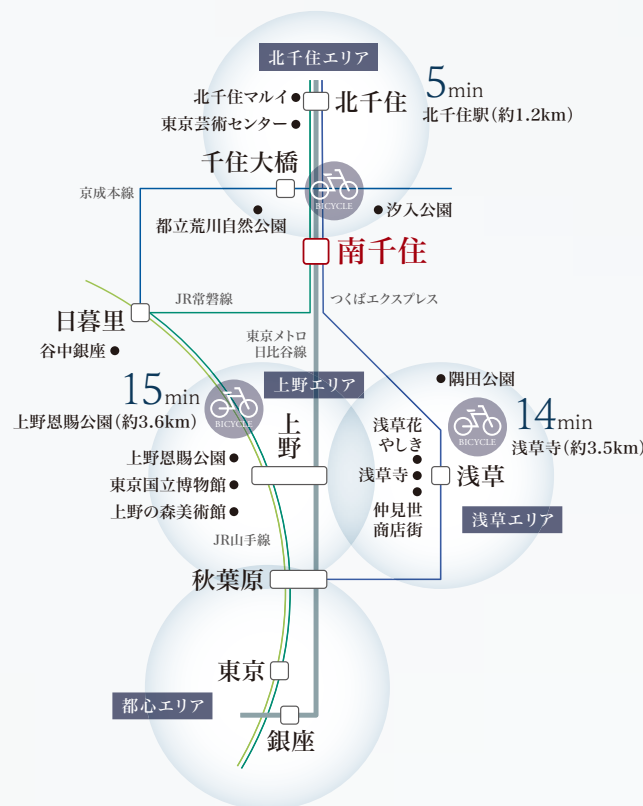 北千住エリア
5min
北千住駅(約1.2km)
北千住マルイ
北千住
東京芸術センター
千住大橋
京成本線
BICYCLE
汐入公園
都立荒川自然公園
南千住
JR常磐線
つくばエクスプレス
日暮里
東京メトロ
日比谷線
谷中銀座
15min
上野恩賜公園(約3.6km)
BICYCLE
上野エリア
隅田公園
14min
浅草寺(約3.5km)
BICYCLE
上野
浅草花
やしき
上野恩賜公園
東京国立博物館
上野の森美術館
浅草寺
浅草
仲見世
商店街
浅草エリア
JR山手線
秋葉原
東京
都心エリア
銀座